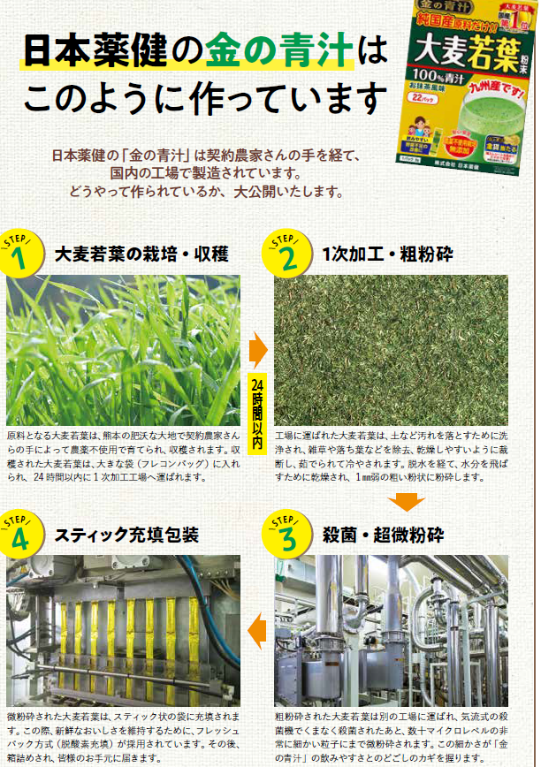 日本薬健の金の青汁は
このように作っています
金の青汁
純国産原料だけ!!
大麦若葉
粉末
100%青汁
お抹茶風味
22パック
九州産です!
株式会社 日本薬健
日本薬健の「金の青汁」は契約農家さんの手を経て、
国内の工場で製造されています。
どうやって作られているか、大公開いたします。
STEP
1
大麦若葉の栽培・収穫
原料となる大麦若葉は、熊本の肥沃な大地で契約農家さん
らの手によって農薬不使用で育てられ、収穫されます。収
穫された大麦若葉は、大きな袋（フレコンバッグ）に入れ
られ、24時間以内に1次加工工場へ運ばれます。
24時間以内
STEP
2
1次加工・粗粉砕
工場に運ばれた大麦若葉は、土など汚れを落とすために洗
浄され、雑草や落ち葉などを除去、乾燥しやすいように裁
断し、茹でられて冷やされます。脱水を経て、水分を飛ば
すために乾燥され、1㎜弱の粗い粉状に粉砕します。
STEP
3
殺菌・超微粉砕
粗粉砕された大麦若葉は別の工場に運ばれ、気流式の殺
菌機でくまなく殺菌されたあと、数十マイクロレベルの非
常に細かい粒子にまで微粉砕されます。この細かさが「金
の青汁」の飲みやすさとのどごしのカギを握ります。
STEP
4
スティック充填包装
微粉砕された大麦若葉は、スティック状の袋に充填されま
す。この際、新鮮なおいしさを維持するために、フレッシュ
パック方式（脱酸素充填）が採用されています。その後、
箱詰めされ、皆様のお手元に届きます。